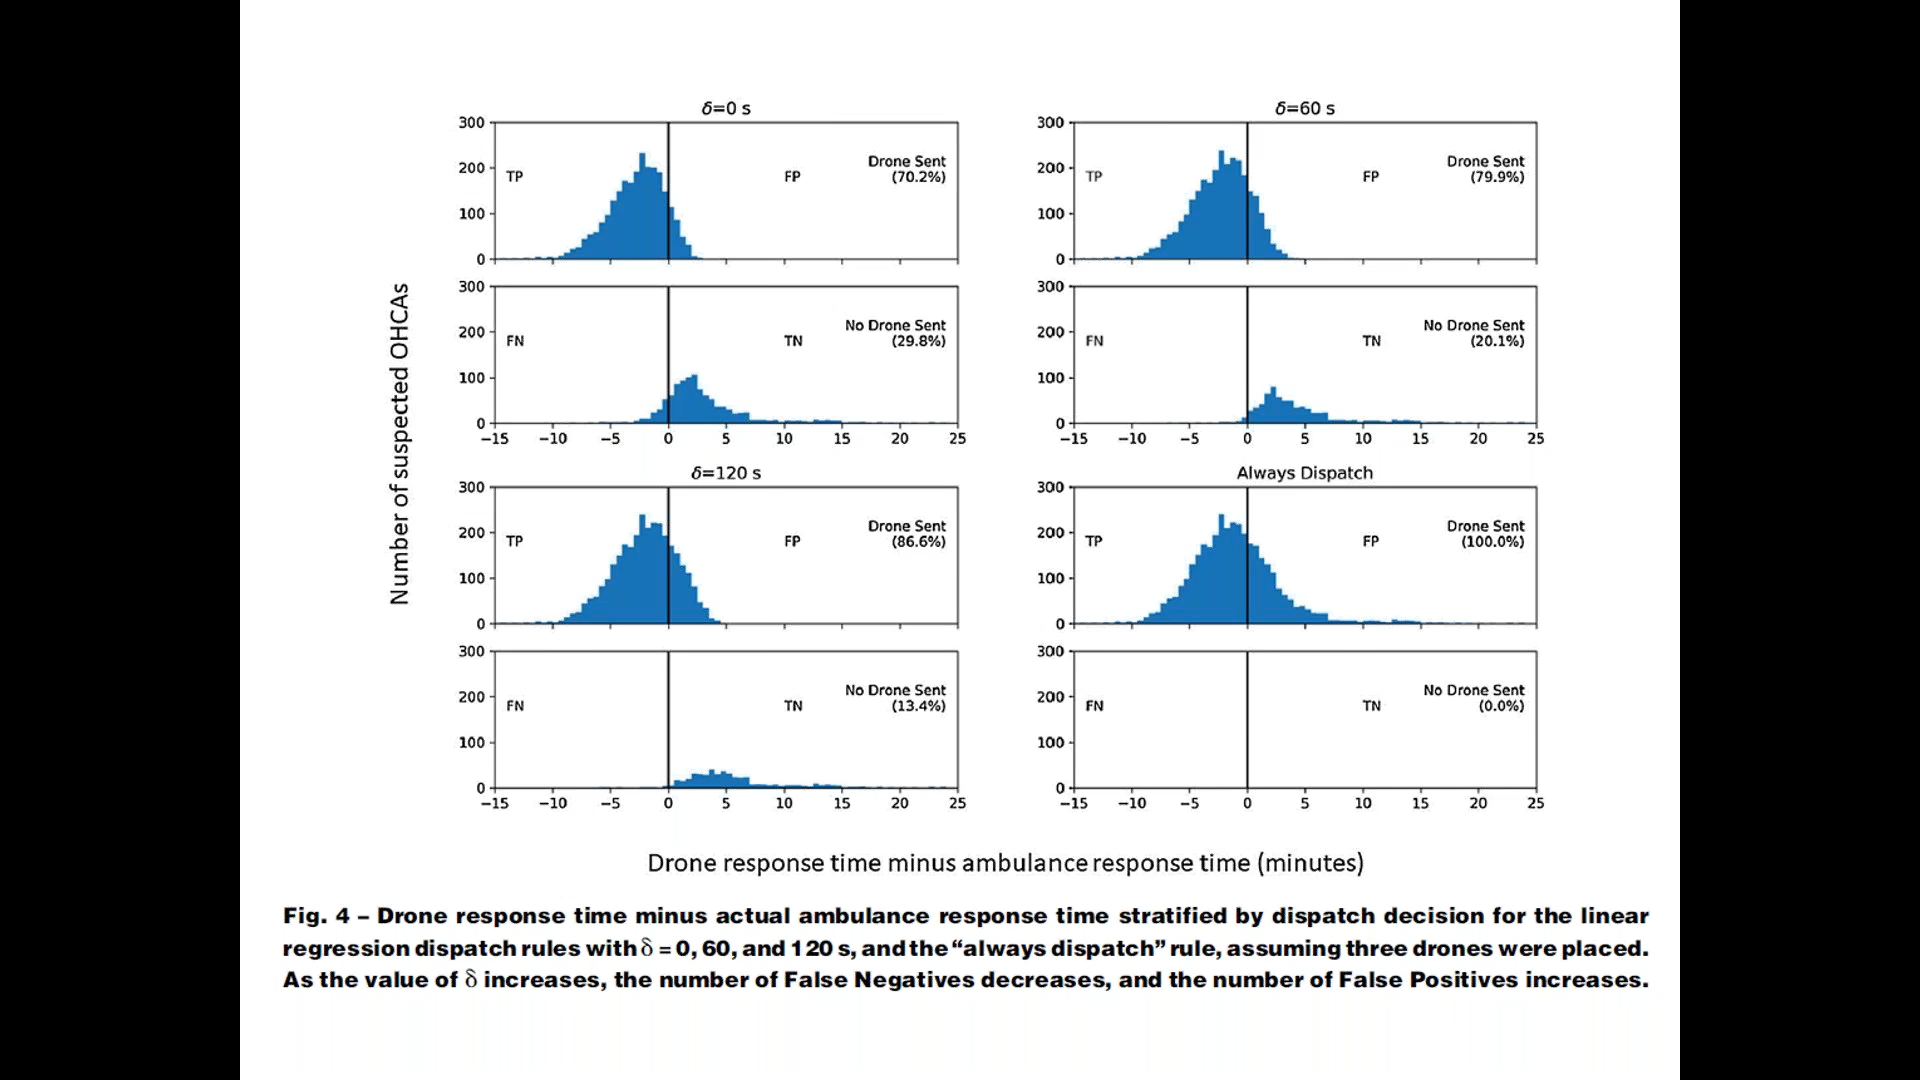 δ=0 s
300
200
100
0
TP
FP
Drone Sent
(70.2%)
300
200
100
0
FN
TN
No Drone Sent
(29.8%)
−15 −10 −5 0 5 10 15 20 25
δ=60 s
300
200
100
0
TP
FP
Drone Sent
(79.9%)
300
200
100
0
FN
TN
No Drone Sent
(20.1%)
−15 −10 −5 0 5 10 15 20 25
Number of suspected OHCAs
δ=120 s
300
200
100
0
TP
FP
Drone Sent
(86.6%)
300
200
100
0
FN
TN
No Drone Sent
(13.4%)
−15 −10 −5 0 5 10 15 20 25
Always Dispatch
300
200
100
0
TP
FP
Drone Sent
(100.0%)
300
200
100
0
FN
TN
No Drone Sent
(0.0%)
−15 −10 −5 0 5 10 15 20 25
Drone response time minus ambulance response time (minutes)
Fig. 4 – Drone response time minus actual ambulance response time stratified by dispatch decision for the linear
regression dispatch rules with δ = 0, 60, and 120 s, and the “always dispatch” rule, assuming three drones were placed.
As the value of δ increases, the number of False Negatives decreases, and the number of False Positives increases.